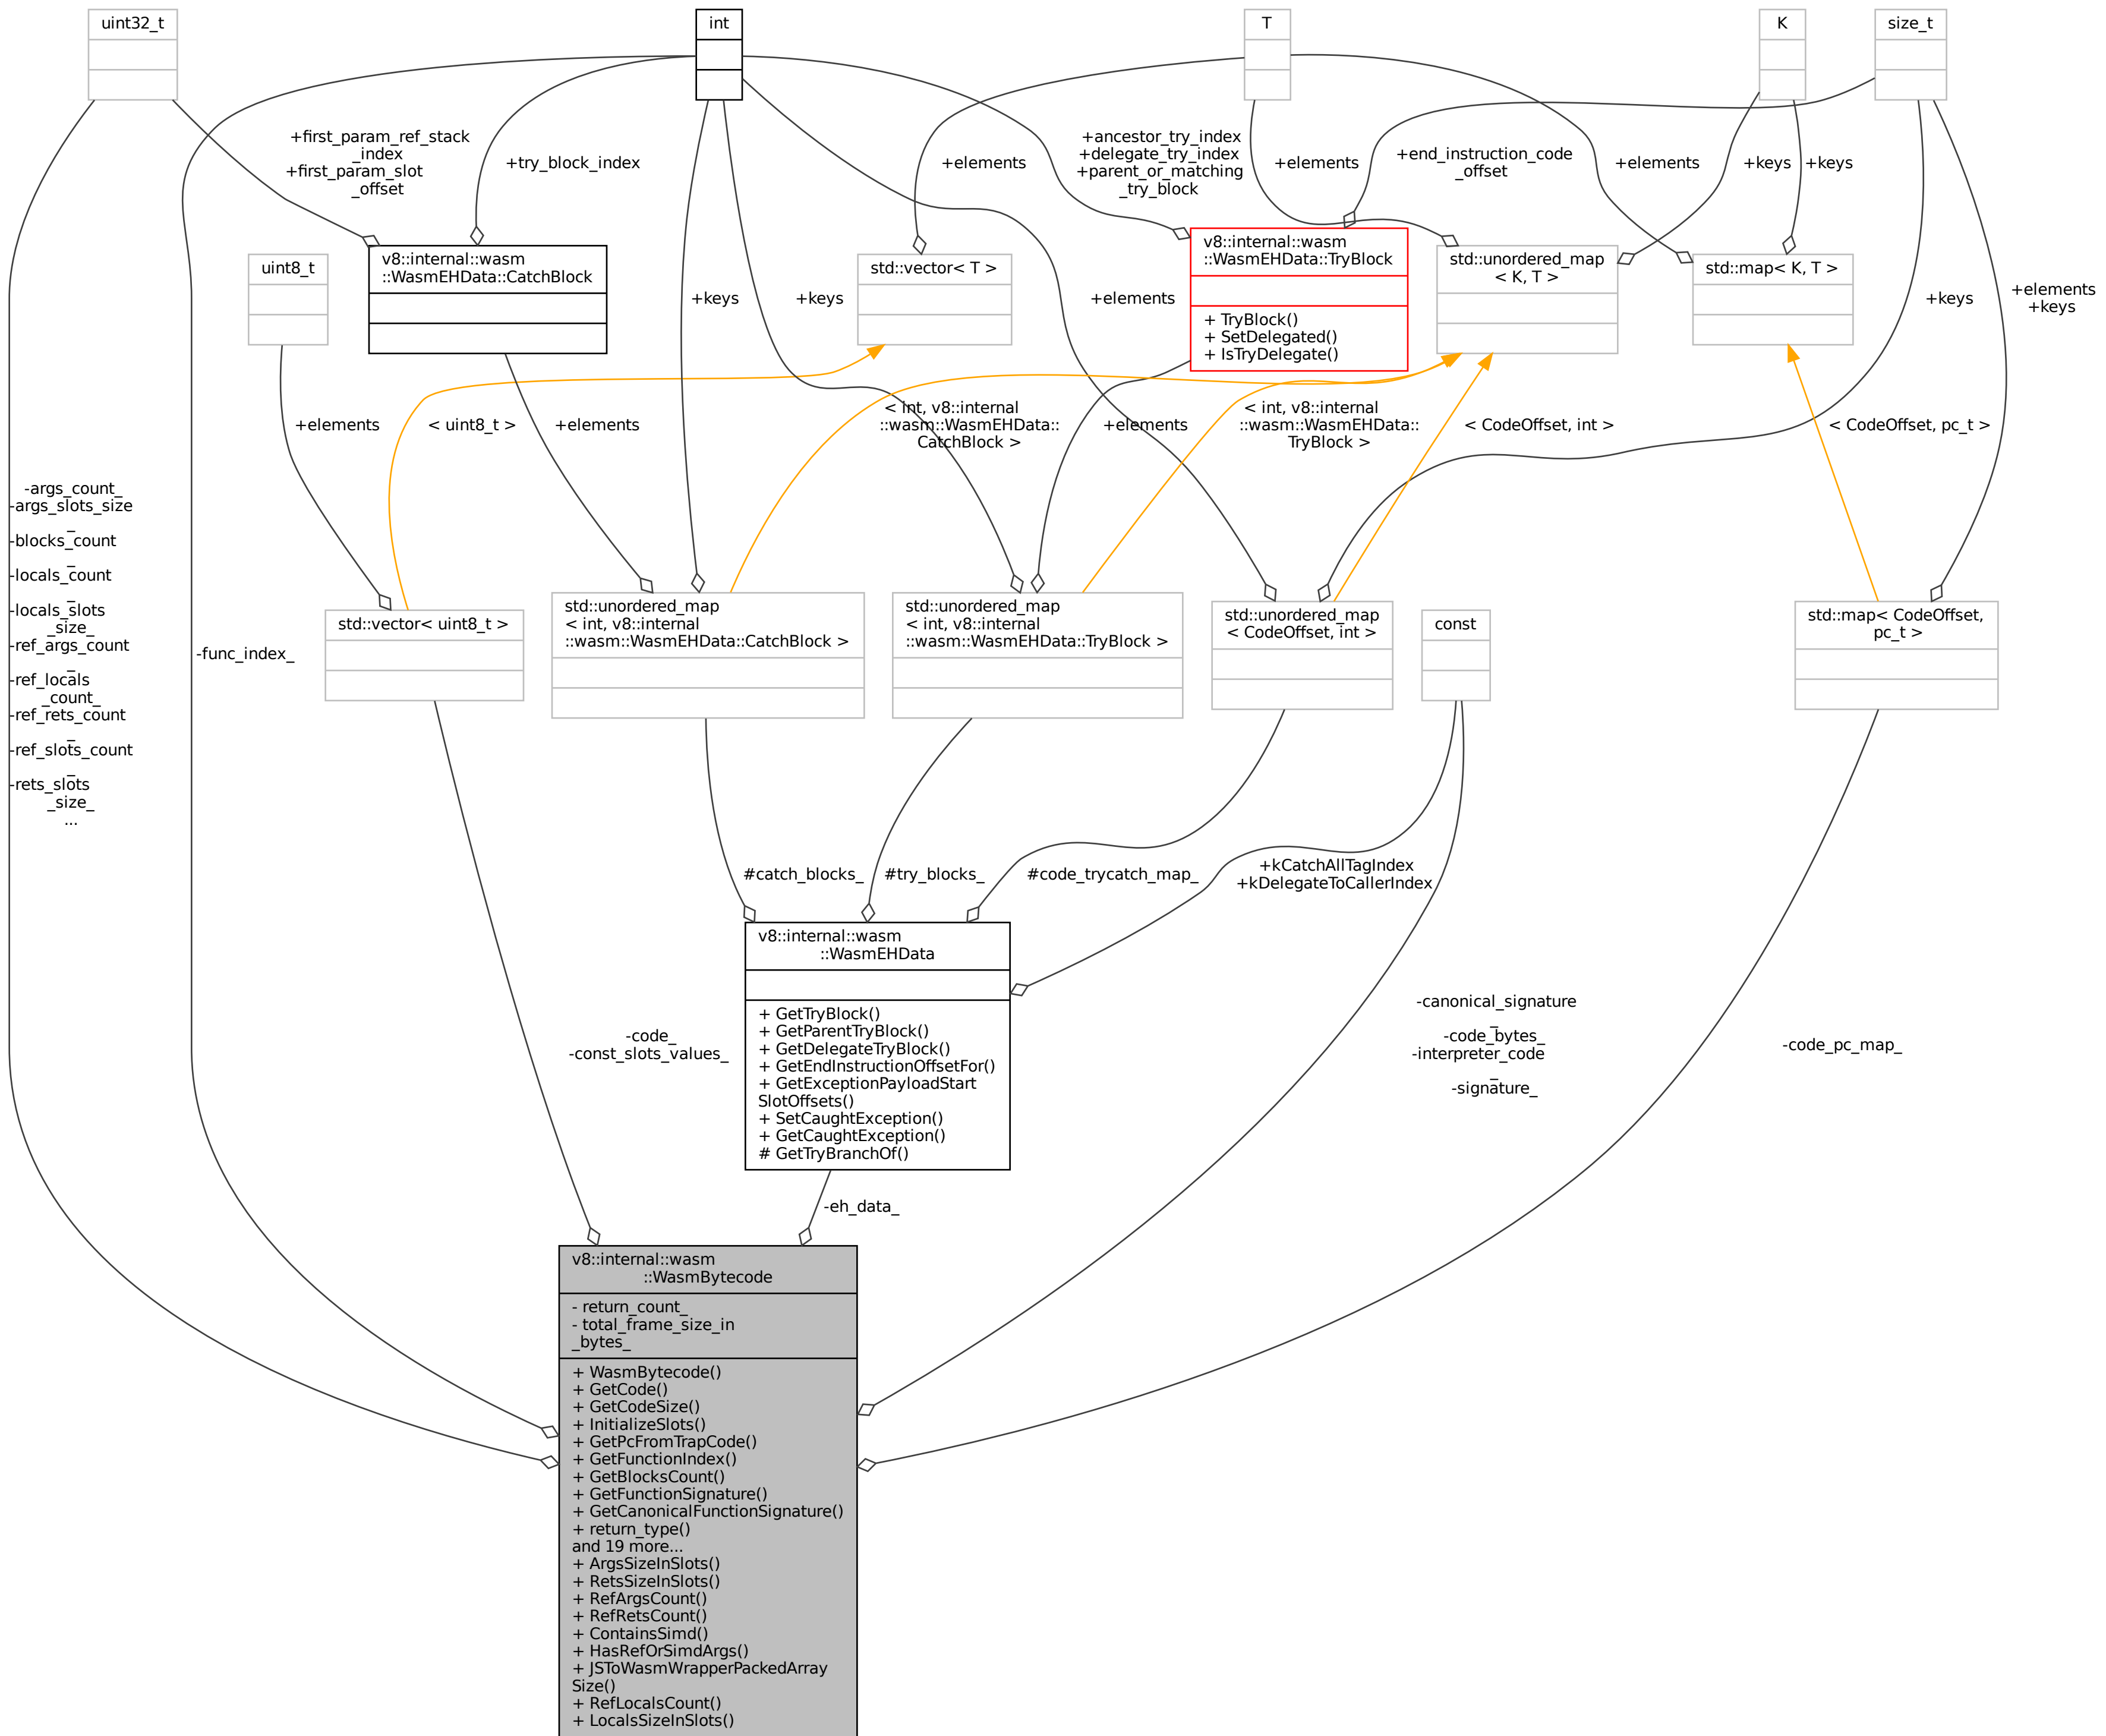 uint32_t
int
T
K
size_t
+first_param_ref_stack
_index
+first_param_slot
_offset
+try_block_index
+elements
+ancestor_try_index
+delegate_try_index
+parent_or_matching
_try_block
+elements
+end_instruction_code
_offset
+elements
+keys
+keys
uint8_t
v8::internal::wasm
::WasmEHData::CatchBlock
+keys
+keys
std::vector< T >
+elements
v8::internal::wasm
::WasmEHData::TryBlock
+ TryBlock()
+ SetDelegated()
+ IsTryDelegate()
std::unordered_map
< K, T >
std::map< K, T >
+keys
+elements
+keys
+elements
< uint8_t >
+elements
< int, v8::internal
::wasm::WasmEHData::
CatchBlock >
+elements
< int, v8::internal
::wasm::WasmEHData::
TryBlock >
< CodeOffset, int >
< CodeOffset, pc_t >
-args_count_
-args_slots_size
_
-blocks_count
_
-locals_count
_
-locals_slots
_size_
-ref_args_count
_
-ref_locals
_count_
-ref_rets_count
_
-ref_slots_count
_
-rets_slots
_size_
...
-func_index_
std::vector< uint8_t >
std::unordered_map
< int, v8::internal
::wasm::WasmEHData::CatchBlock >
std::unordered_map
< int, v8::internal
::wasm::WasmEHData::TryBlock >
std::unordered_map
< CodeOffset, int >
const
std::map< CodeOffset,
pc_t >
#catch_blocks_
#try_blocks_
#code_trycatch_map_
+kCatchAllTagIndex
+kDelegateToCallerIndex
v8::internal::wasm
::WasmEHData
+ GetTryBlock()
+ GetParentTryBlock()
+ GetDelegateTryBlock()
+ GetEndInstructionOffsetFor()
+ GetExceptionPayloadStart
SlotOffsets()
+ SetCaughtException()
+ GetCaughtException()
# GetTryBranchOf()
-code_
-const_slots_values_
-canonical_signature
_
-code_bytes_
-interpreter_code
_
-signature_
-code_pc_map_
-eh_data_
v8::internal::wasm
::WasmBytecode
- return_count_
- total_frame_size_in
_bytes_
+ WasmBytecode()
+ GetCode()
+ GetCodeSize()
+ InitializeSlots()
+ GetPcFromTrapCode()
+ GetFunctionIndex()
+ GetBlocksCount()
+ GetFunctionSignature()
+ GetCanonicalFunctionSignature()
+ return_type()
and 19 more...
+ ArgsSizeInSlots()
+ RetsSizeInSlots()
+ RefArgsCount()
+ RefRetsCount()
+ ContainsSimd()
+ HasRefOrSimdArgs()
+ JSToWasmWrapperPackedArray
Size()
+ RefLocalsCount()
+ LocalsSizeInSlots()